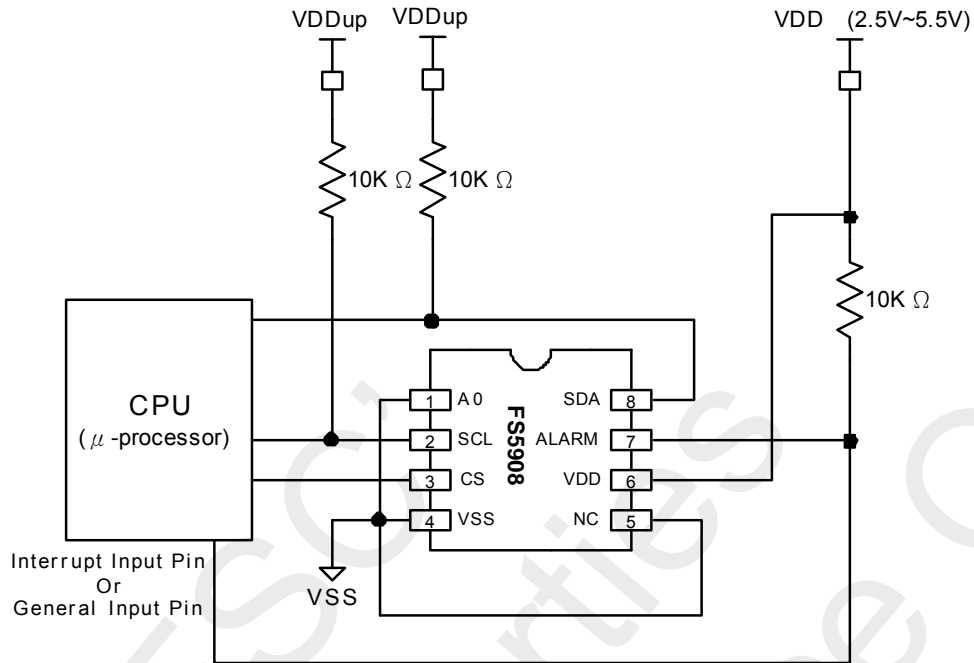 VDDup
VDDup
VDD (2.5V~5.5V)
10K Ω
10K Ω
10K Ω
CPU
(μ-processor)
FS5908
1 A0
2 SCL
3 CS
4 VSS
SDA 8
ALARM 7
VDD 6
NC 5
Interrupt Input Pin
Or
General Input Pin
VSS